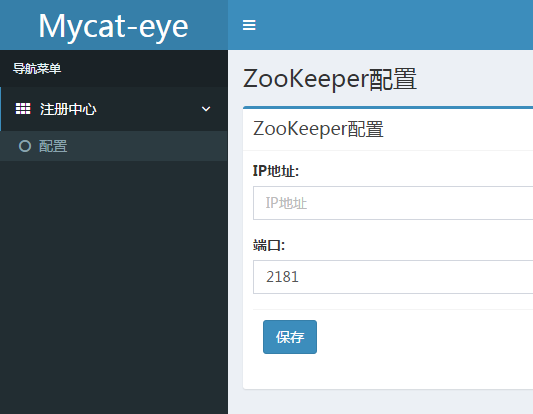 Mycat-eye
导航菜单
注册中心
配置
ZooKeeper配置
ZooKeeper配置
IP地址:
IP地址
端口:
2181
保存